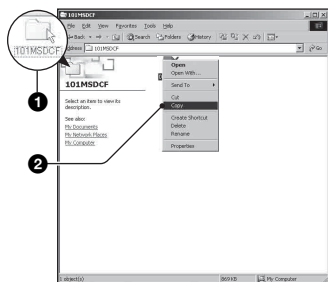 101MSDCF
File Edit View Favorites Tools Help
Back Search Folders History
Address 101MSDCF Go
101MSDCF
1
101MSDCF
Select an item to view its
description.
See also:
My Documents
My Network Places
My Computer
Open
Open With...
Send To
Cut
Copy
Create Shortcut
Delete
Rename
Properties
2
1 object(s) 869 KB My Computer